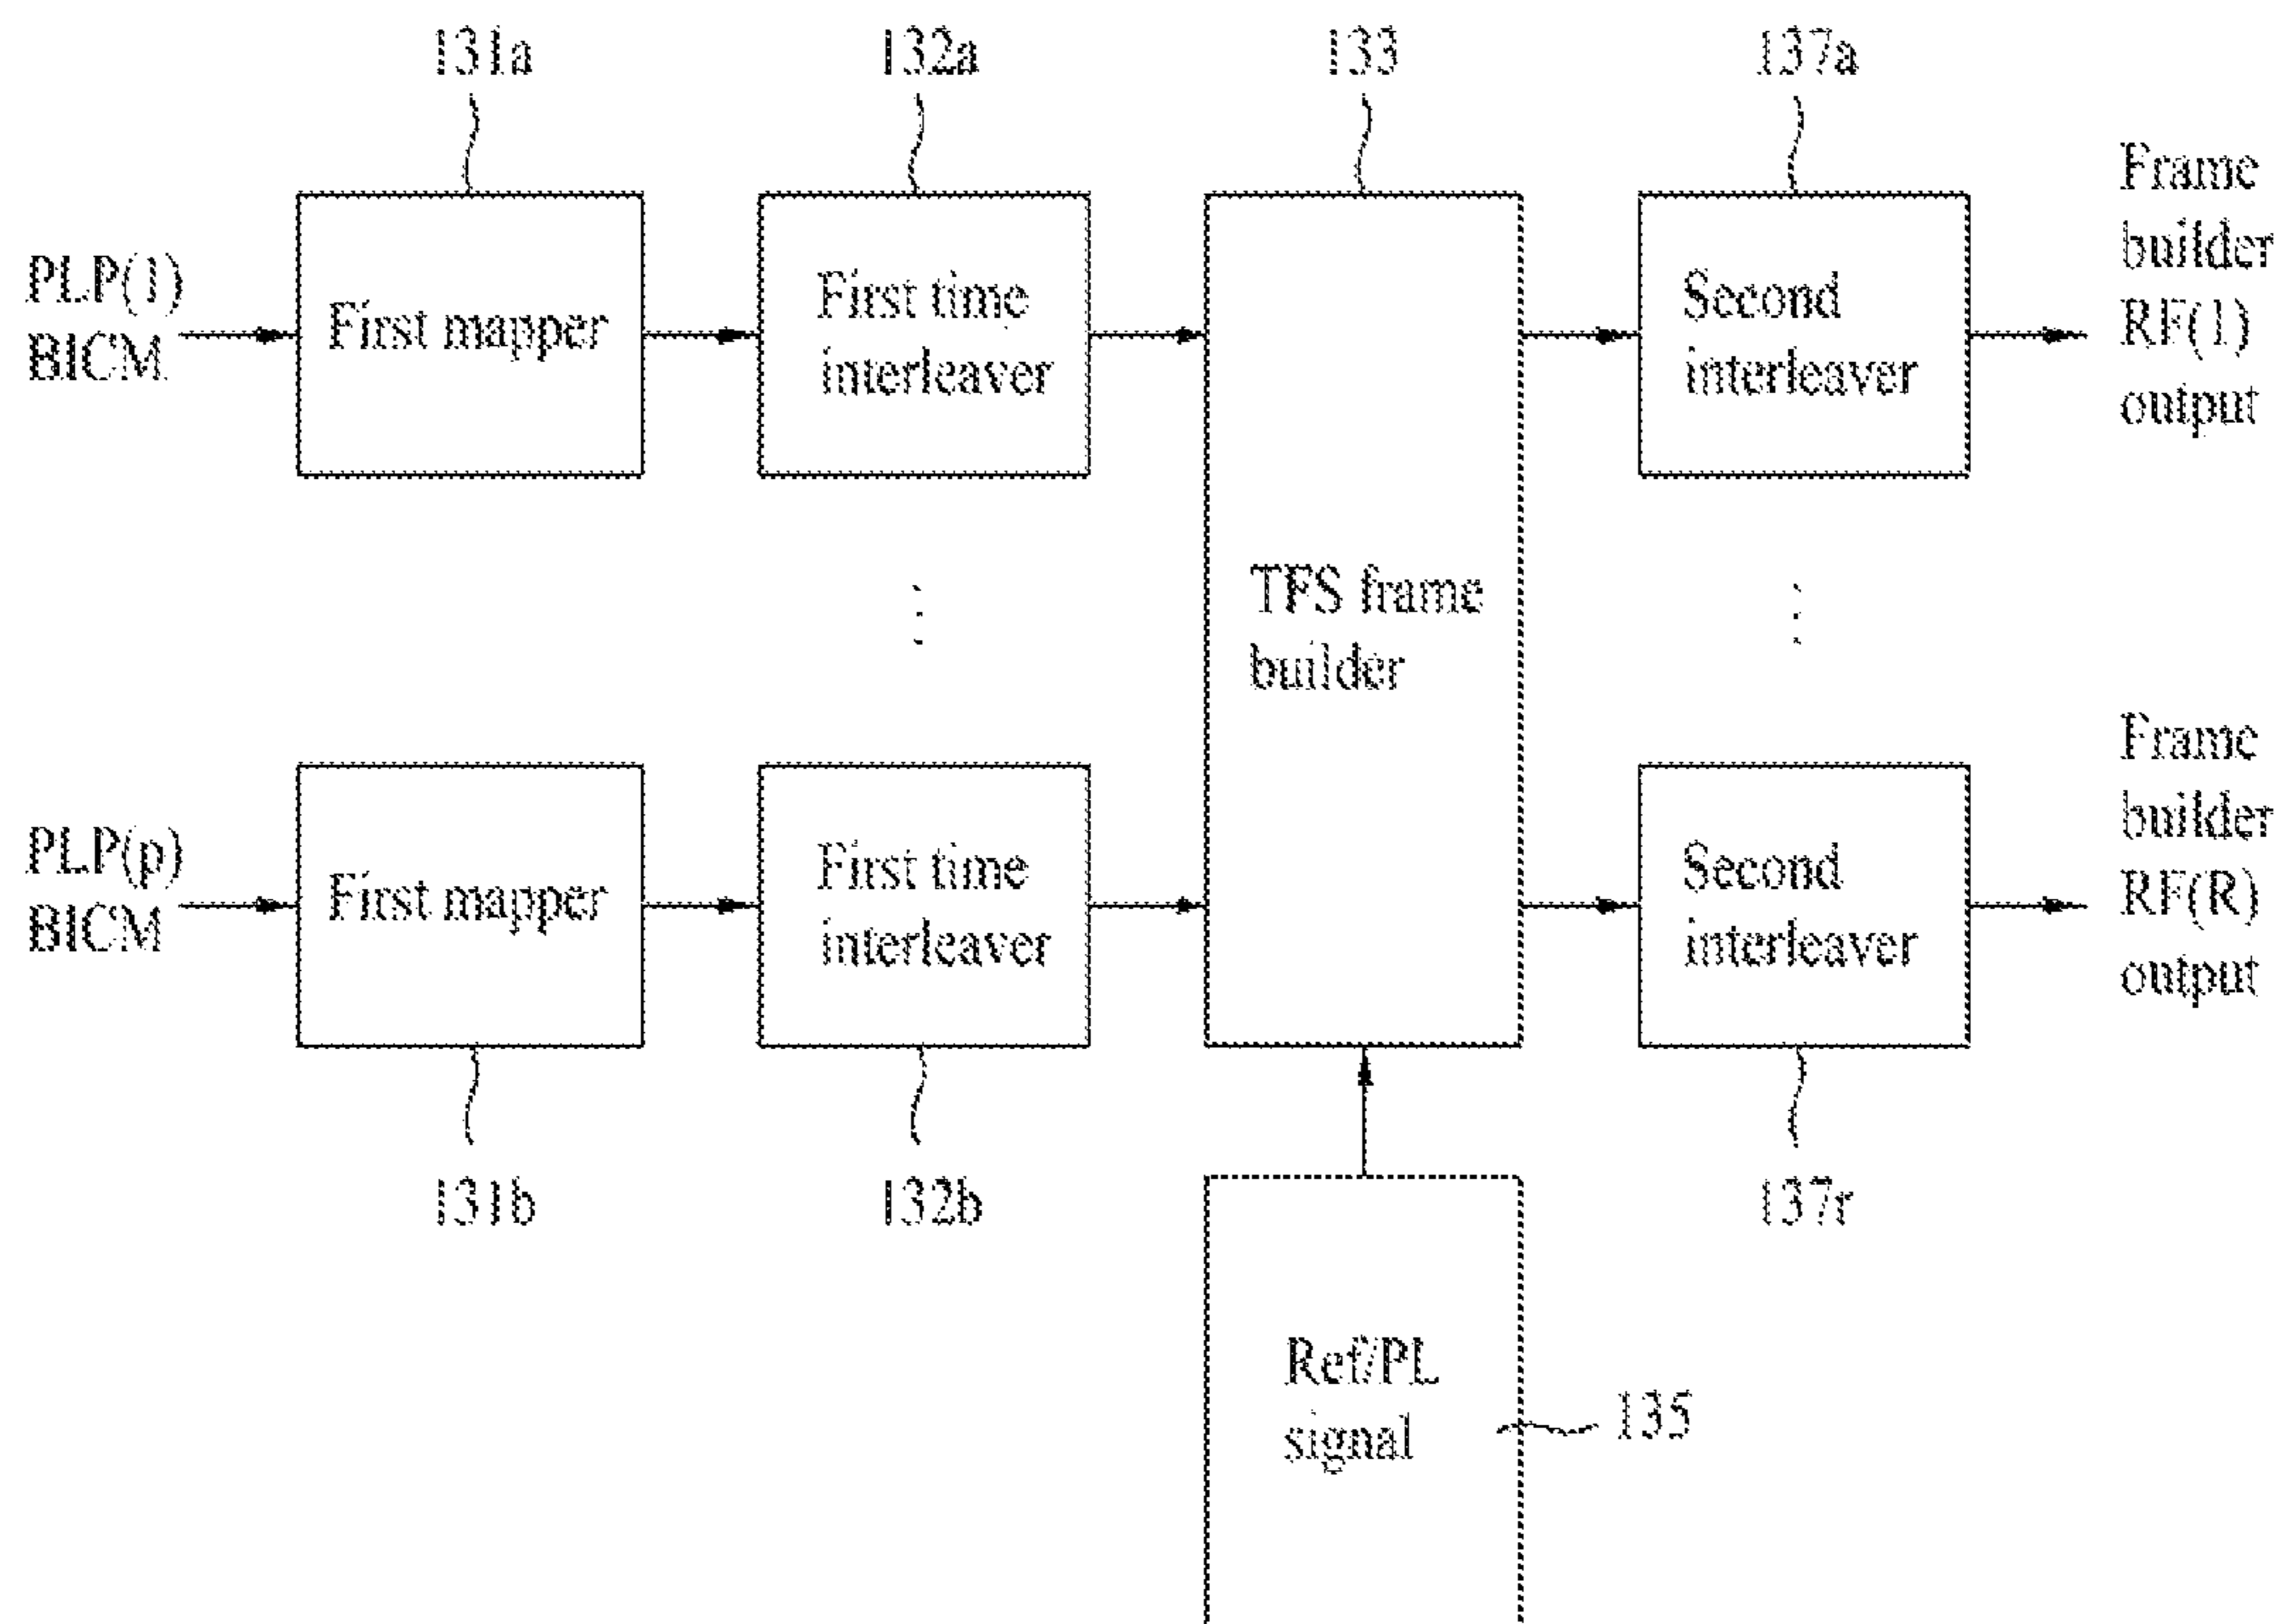 131a
132a
133
137a
PLP(1)
BICM
First mapper
First time
interleaver
Second
interleaver
Frame
builder
RF(1)
output
TFS frame
builder
PLP(p)
BICM
First mapper
First time
interleaver
Second
interleaver
Frame
builder
RF(R)
output
131b
132b
137r
Ref/PL
signal
135